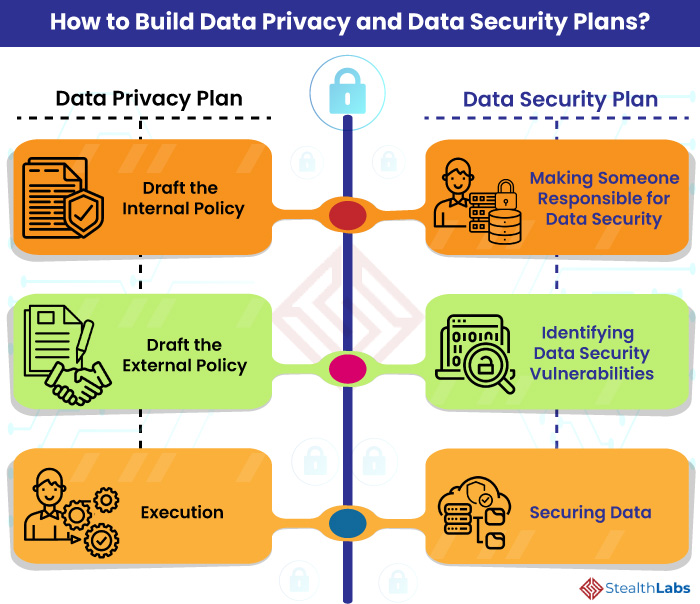 How to Build Data Privacy and Data Security Plans?
Data Privacy Plan
Draft the
Internal Policy
Draft the
External Policy
Execution
Data Security Plan
Making Someone
Responsible for
Data Security
Identifying
Data Security
Vulnerabilities
Securing Data
StealthLabs